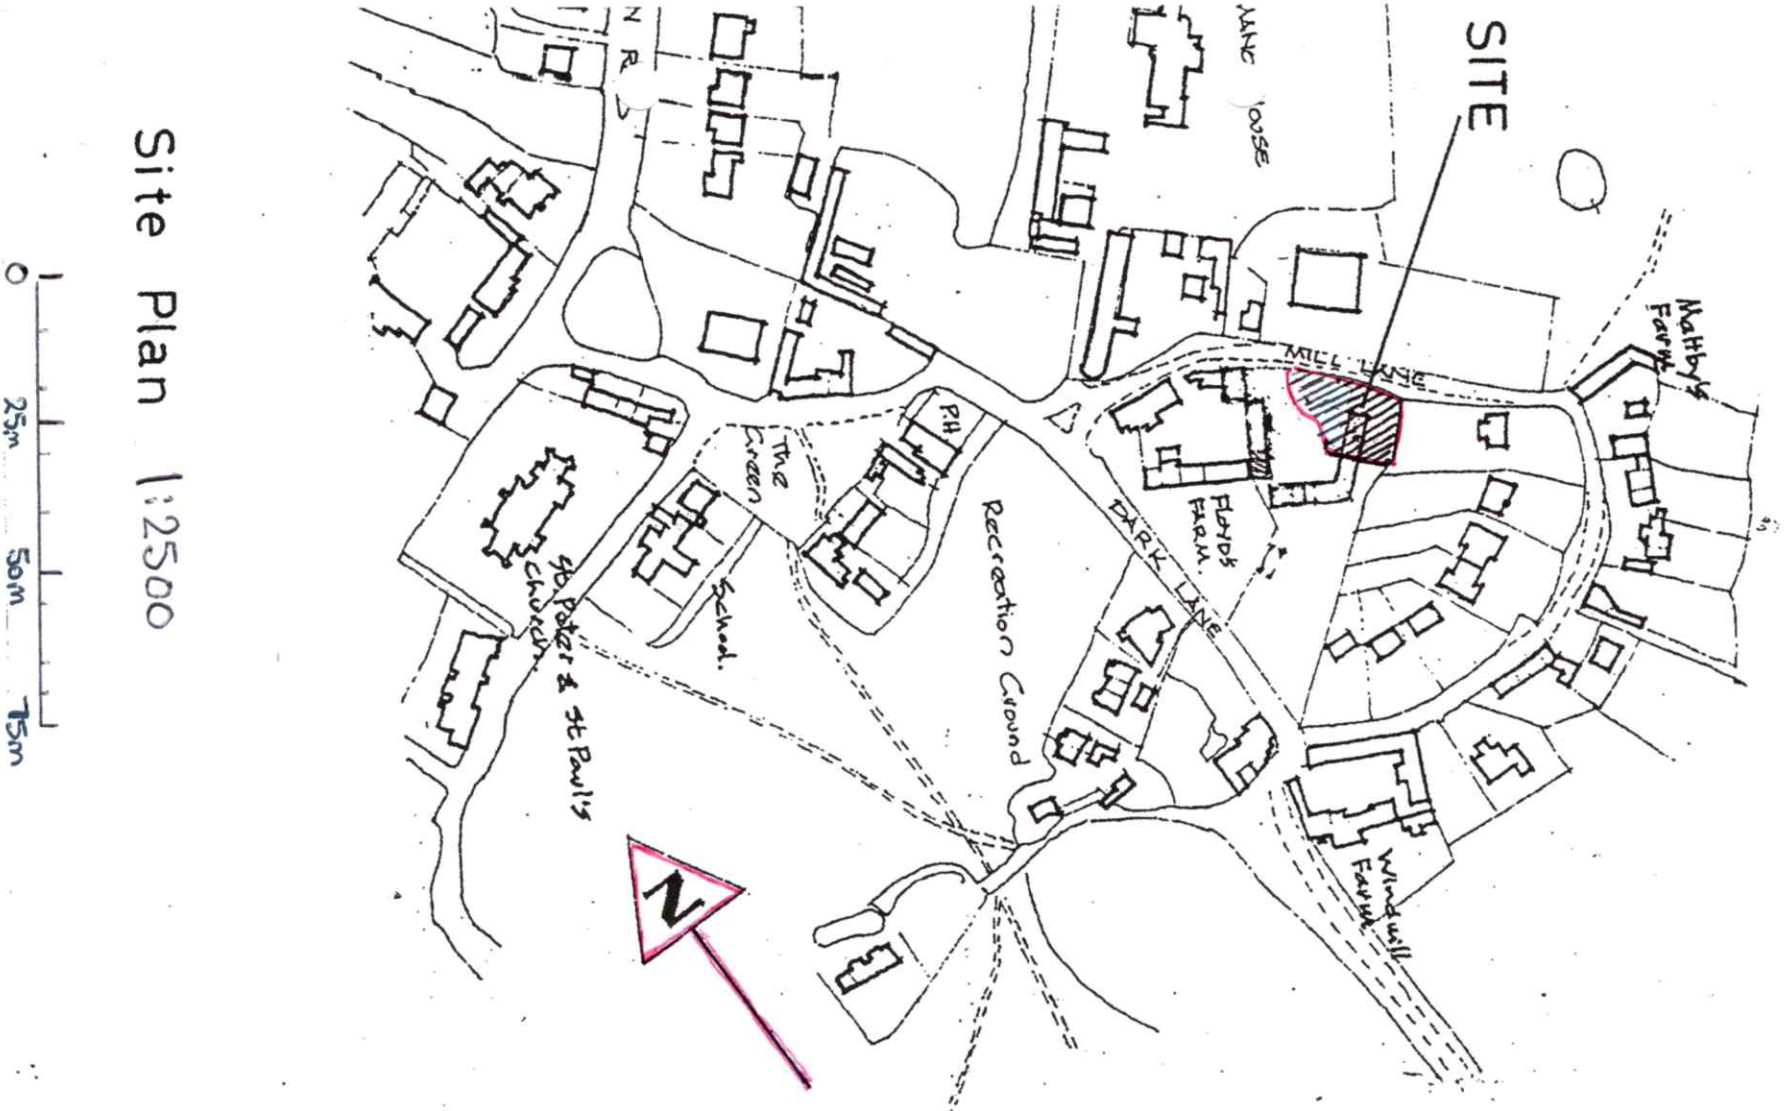 Site Plan 1:2500
0
25m
50m
75m
SITE
N R
P.H
The
Green
MILL LANE
Maltby's
Farm
Floyds
FARM.
DARK LANE
Recreation Ground
School.
St. Peter & St Paul's
Church.
Windmill
Farm
N